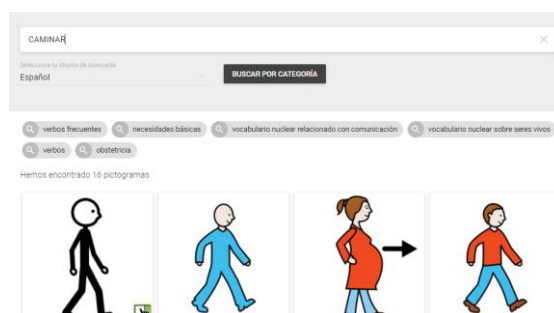 CAMINAR
Selecciona tu idioma de búsqueda
Español
BUSCAR POR CATEGORÍA
verbos frecuentes necesidades básicas vocabulario nuclear relacionado con comunicación vocabulario nuclear sobre seres vivos
verbos obstetricia
Hemos encontrado 16 pictogramas